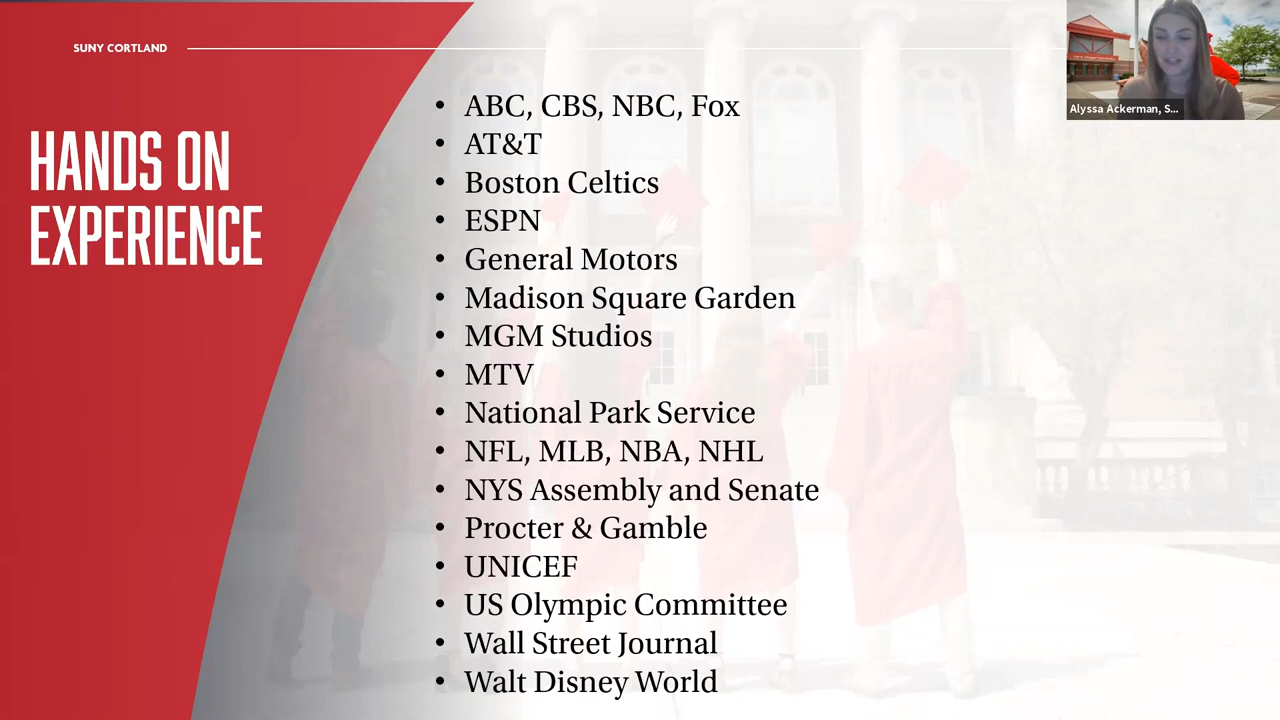 SUNY CORTLAND
HANDS ON
EXPERIENCE
• ABC, CBS, NBC, Fox
• AT&T
• Boston Celtics
• ESPN
• General Motors
• Madison Square Garden
• MGM Studios
• MTV
• National Park Service
• NFL, MLB, NBA, NHL
• NYS Assembly and Senate
• Procter & Gamble
• UNICEF
• US Olympic Committee
• Wall Street Journal
• Walt Disney World
Alyssa Ackerman, S...